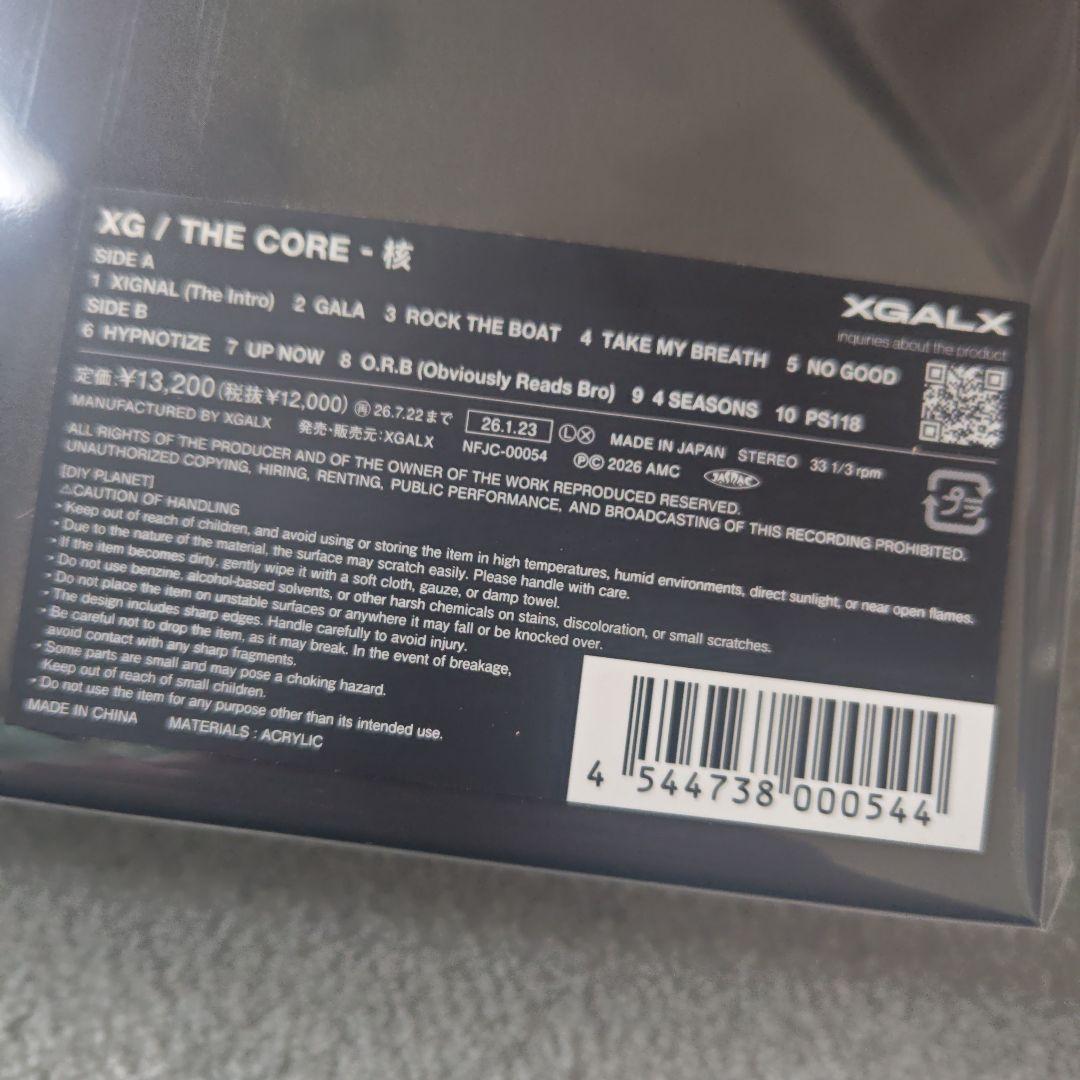 XG / THE CORE - 核
SIDE A
1 XIGNAL (The Intro) 2 GALA 3 ROCK THE BOAT 4 TAKE MY BREATH 5 NO GOOD
SIDE B
6 HYPNOTIZE 7 UP NOW 8 O.R.B (Obviously Reads Bro) 9 4 SEASONS 10 PS118
XGALX
inquiries about the product
定価:¥13,200(税抜¥12,000) 再 26.7.22まで 26.1.23 Ⓛⓧ MADE IN JAPAN STEREO 33 1/3 rpm
MANUFACTURED BY XGALX 発売・販売元:XGALX NFJC-00054 ℗© 2026 AMC JASRAC
プラ
ALL RIGHTS OF THE PRODUCER AND OF THE OWNER OF THE WORK REPRODUCED RESERVED.
UNAUTHORIZED COPYING, HIRING, RENTING, PUBLIC PERFORMANCE, AND BROADCASTING OF THIS RECORDING PROHIBITED.
[DIY PLANET]
⚠CAUTION OF HANDLING
・Keep out of reach of children, and avoid using or storing the item in high temperatures, humid environments, direct sunlight, or near open flames.
・Due to the nature of the material, the surface may scratch easily. Please handle with care.
・If the item becomes dirty, gently wipe it with a soft cloth, gauze, or damp towel.
・Do not use benzine, alcohol-based solvents, or other harsh chemicals on stains, discoloration, or small scratches.
・Do not place the item on unstable surfaces or anywhere it may fall or be knocked over.
・The design includes sharp edges. Handle carefully to avoid injury.
・Be careful not to drop the item, as it may break. In the event of breakage,
avoid contact with any sharp fragments.
・Some parts are small and may pose a choking hazard.
Keep out of reach of small children.
・Do not use the item for any purpose other than its intended use.
MADE IN CHINA MATERIALS : ACRYLIC
4 544738 000544